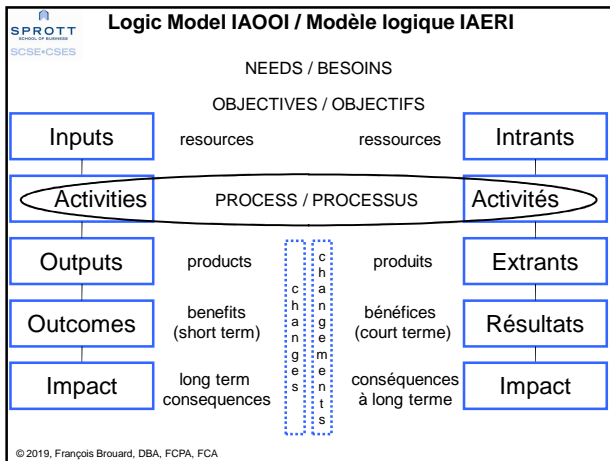 SPROTT
SCHOOL OF BUSINESS
SCSE•CSES
Logic Model IAOOI / Modèle logique IAERI
NEEDS / BESOINS
OBJECTIVES / OBJECTIFS
Inputs resources ressources Intrants
Activities PROCESS / PROCESSUS Activités
Outputs products produits Extrants
Outcomes benefits (short term) bénéfices (court terme) Résultats
Impact long term consequences conséquences à long terme Impact
changes
changements
© 2019, François Brouard, DBA, FCPA, FCA